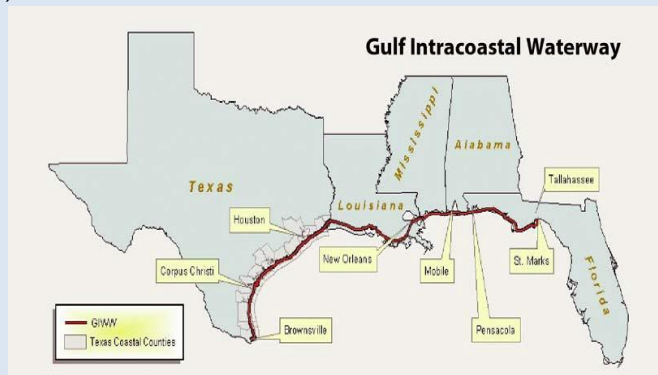 Gulf Intracoastal Waterway
Mississippi
Alabama
Texas
Louisiana
Tallahassee
Houston
New Orleans
Mobile
St. Marks
Corpus Christi
Florida
GIWW
Texas Coastal Counties
Brownsville
Pensacola